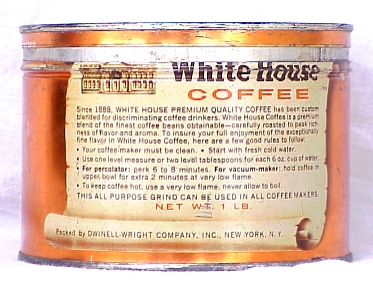 White House
COFFEE
Since 1888, WHITE HOUSE PREMIUM QUALITY COFFEE has been custom
blended for discriminating coffee drinkers. White House Coffee is a premium
blend of the finest coffee beans obtainable—carefully roasted to peak rich-
ness of flavor and aroma. To insure your full enjoyment of the exceptionally
fine flavor in White House Coffee, here are a few good rules to follow:
• Your coffee-maker must be clean. • Start with fresh cold water.
• Use one level measure or two level tablespoons for each 6 oz. cup of water.
• For percolator: perk 6 to 8 minutes. For vacuum-maker: hold coffee in
upper bowl for extra 2 minutes at very low flame.
• To keep coffee hot, use a very low flame, never allow to boil.
THIS ALL PURPOSE GRIND CAN BE USED IN ALL COFFEE MAKERS.
NET WT. 1 LB.
Packed by DWINELL-WRIGHT COMPANY, INC., NEW YORK, N.Y.